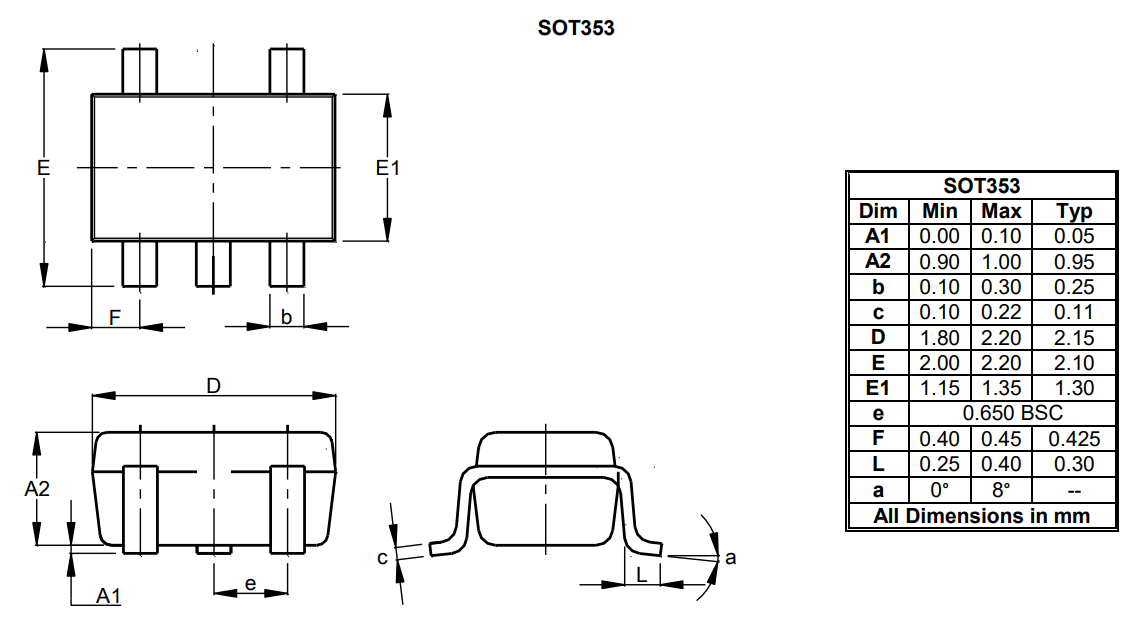 SOT353
E
E1
F
b
D
A2
A1
e
c
L
a
SOT353
Dim Min Max Typ
A1 0.00 0.10 0.05
A2 0.90 1.00 0.95
b 0.10 0.30 0.25
c 0.10 0.22 0.11
D 1.80 2.20 2.15
E 2.00 2.20 2.10
E1 1.15 1.35 1.30
e 0.650 BSC
F 0.40 0.45 0.425
L 0.25 0.40 0.30
a 0° 8° --
All Dimensions in mm